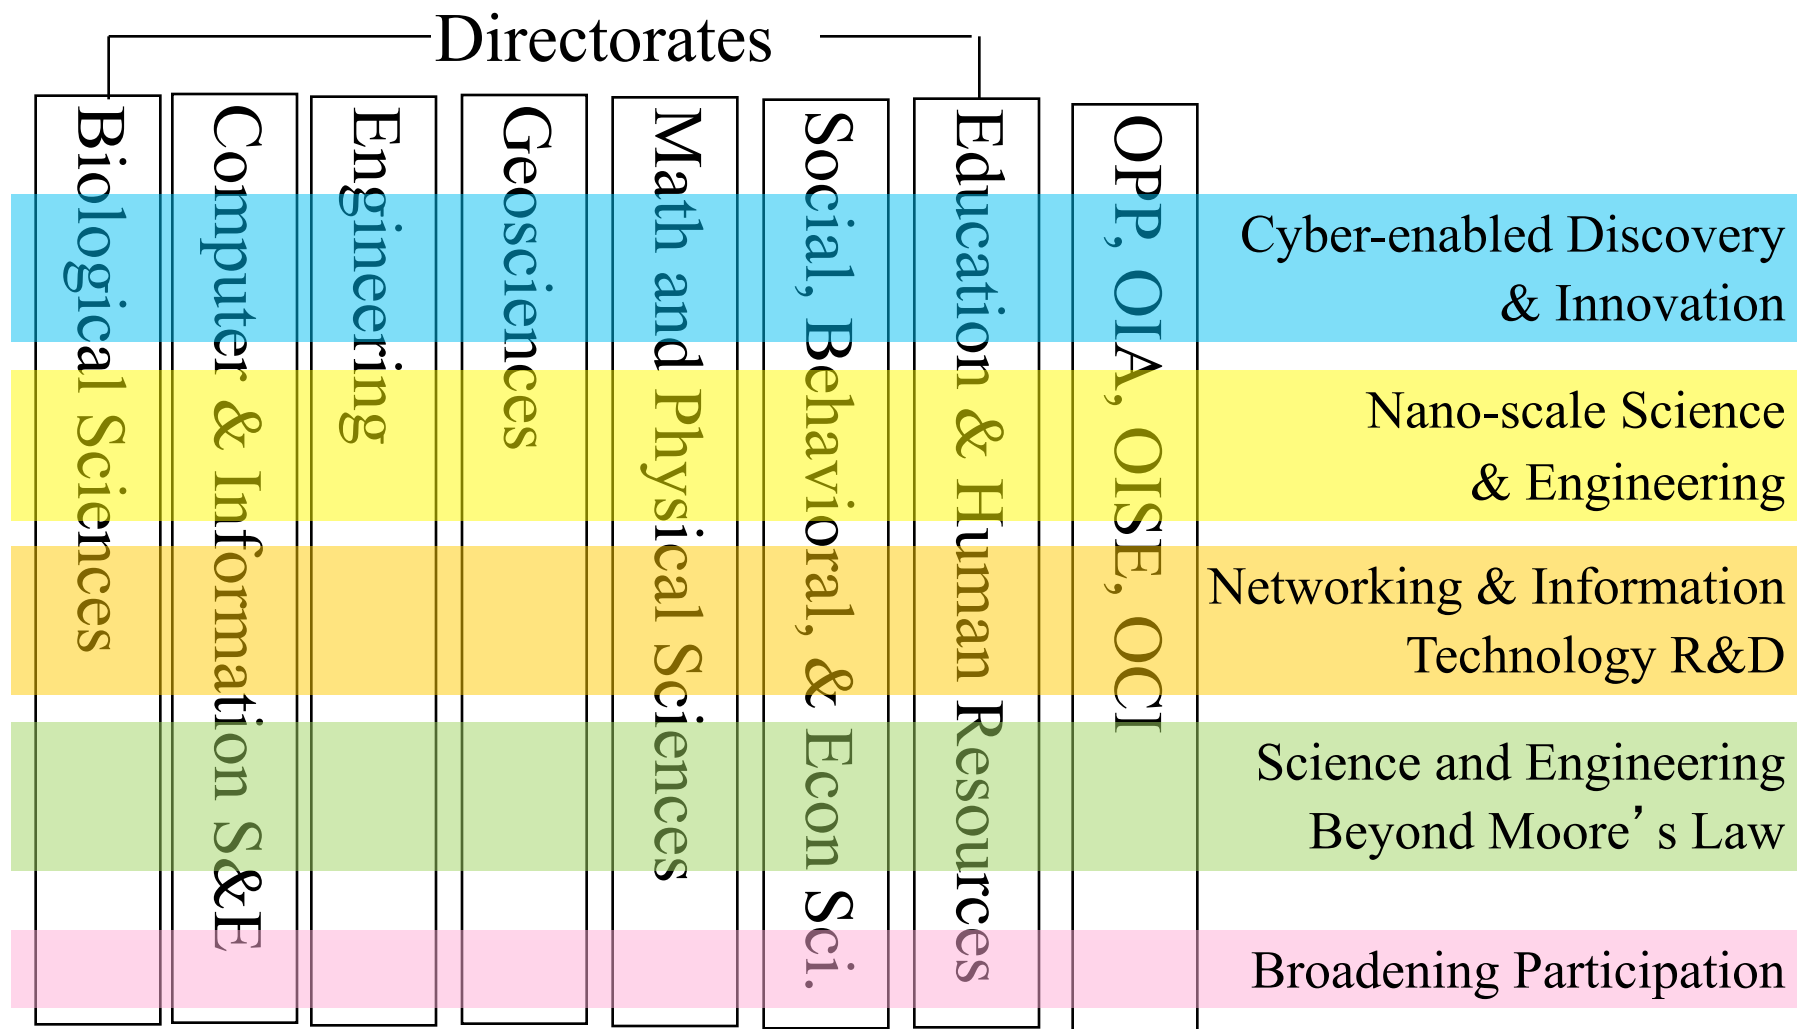 Directorates
Biological Sciences
Computer & Information S&E
Engineering
Geosciences
Math and Physical Sciences
Social, Behavioral, & Econ Sci.
Education & Human Resources
OPP, OIA, OISE, OCI
Cyber-enabled Discovery
& Innovation
Nano-scale Science
& Engineering
Networking & Information
Technology R&D
Science and Engineering
Beyond Moore’s Law
Broadening Participation